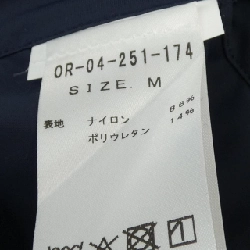 OR-04-251-174
SIZE. M
表地 ナイロン 86%
ポリウレタン 14%